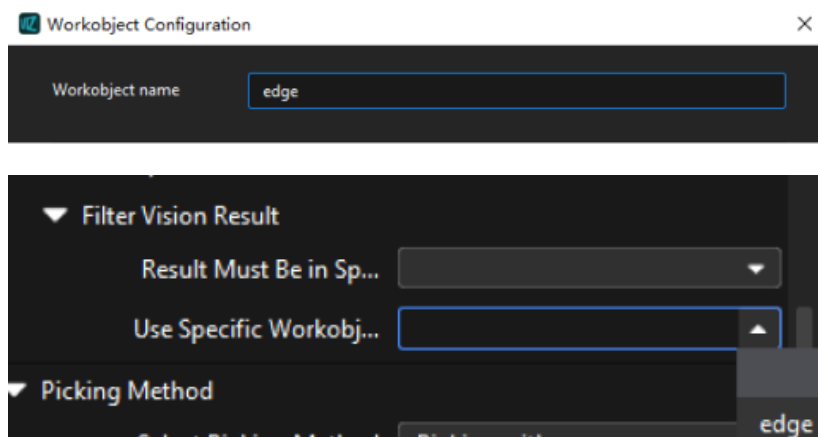 Workobject Configuration
Workobject name edge
Filter Vision Result
Result Must Be in Sp...
Use Specific Workobj...
Picking Method
edge